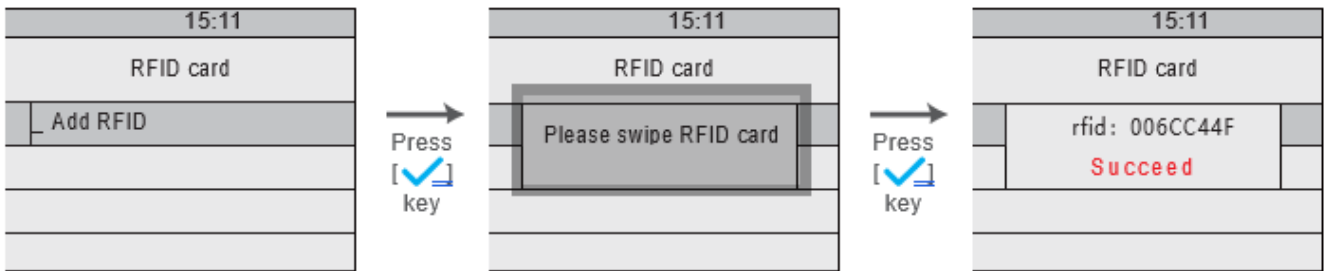 15:11
RFID card
Add RFID
Press
[ ]
key
15:11
RFID card
Please swipe RFID card
Press
[ ]
key
15:11
RFID card
rfid: 006CC44F
Succeed